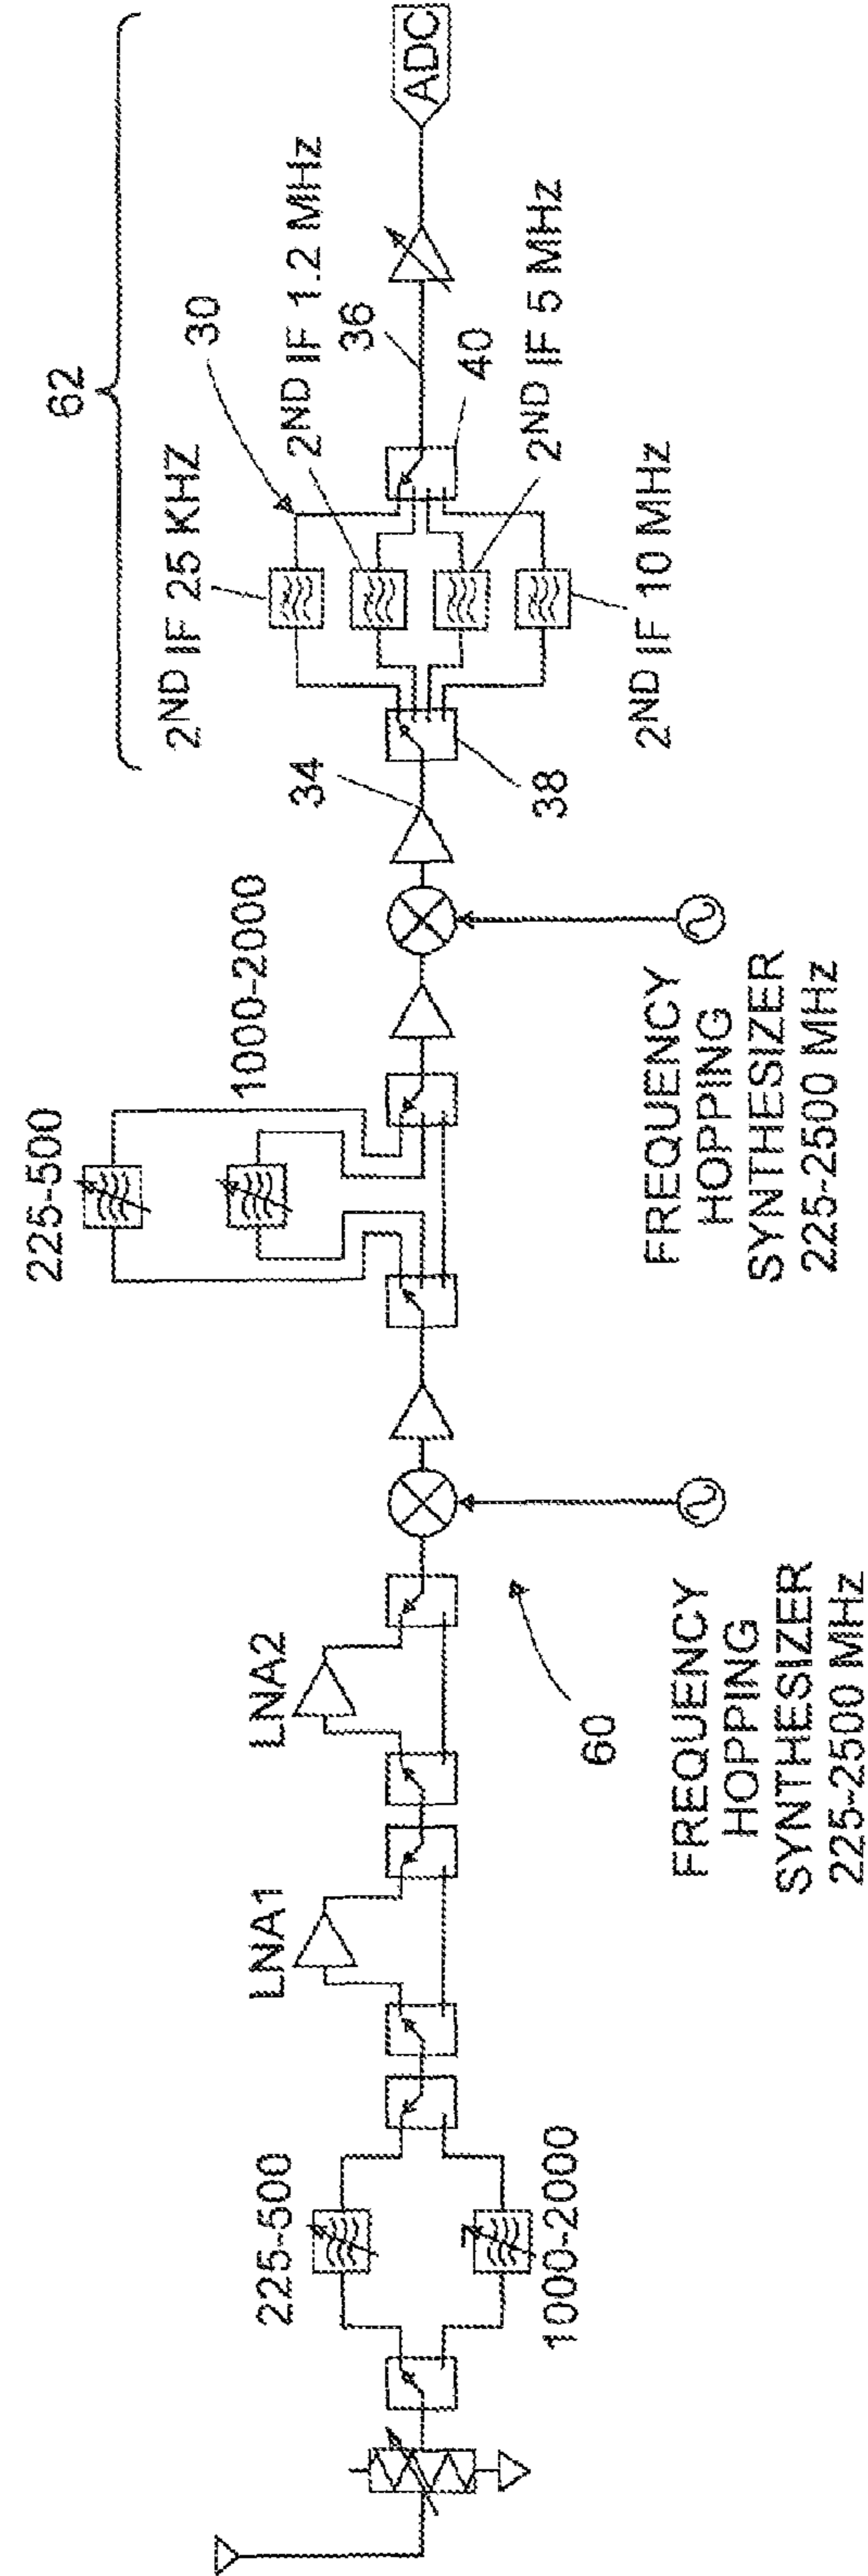 62
225-500
1000-2000
2ND IF 25 KHZ
30
2ND IF 1.2 MHz
ADC
LNA1
LNA2
34
36
225-500
38
40
1000-2000
60
2ND IF 10 MHz
2ND IF 5 MHz
FREQUENCY
HOPPING
SYNTHESIZER
225-2500 MHz
FREQUENCY
HOPPING
SYNTHESIZER
225-2500 MHz